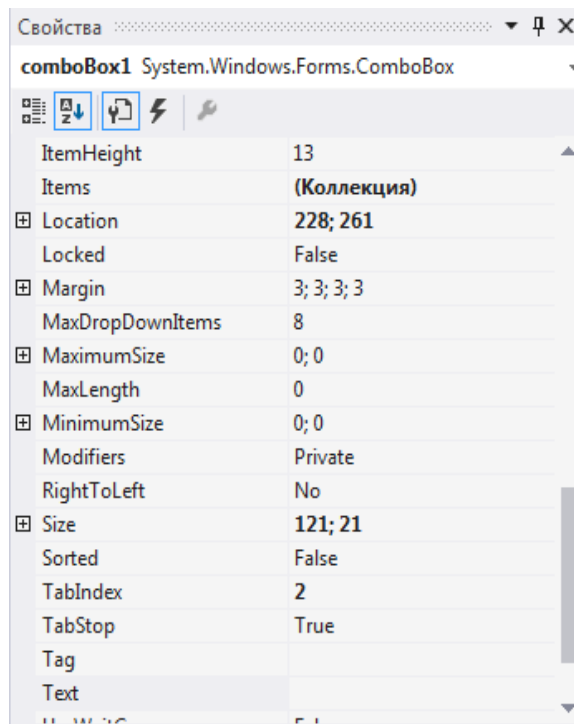 Свойства
comboBox1 System.Windows.Forms.ComboBox
ItemHeight 13
Items (Коллекция)
Location 228; 261
Locked False
Margin 3; 3; 3; 3
MaxDropDownItems 8
MaximumSize 0; 0
MaxLength 0
MinimumSize 0; 0
Modifiers Private
RightToLeft No
Size 121; 21
Sorted False
TabIndex 2
TabStop True
Tag
Text